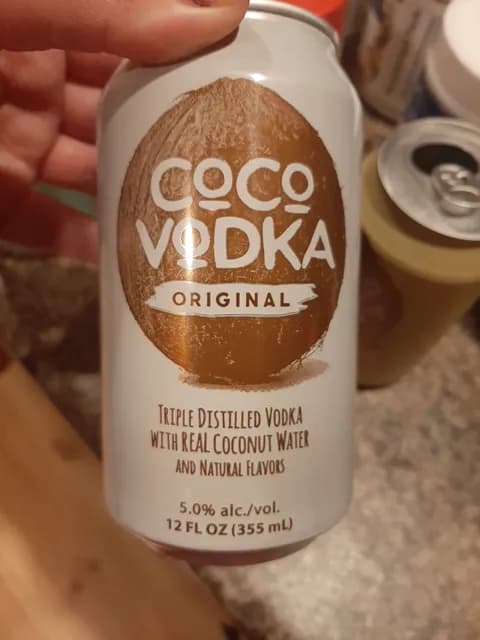 COCO
VODKA
ORIGINAL
TRIPLE DISTILLED VODKA
WITH REAL COCONUT WATER
AND NATURAL FLAVORS
5.0% alc./vol.
12 FL OZ (355 mL)